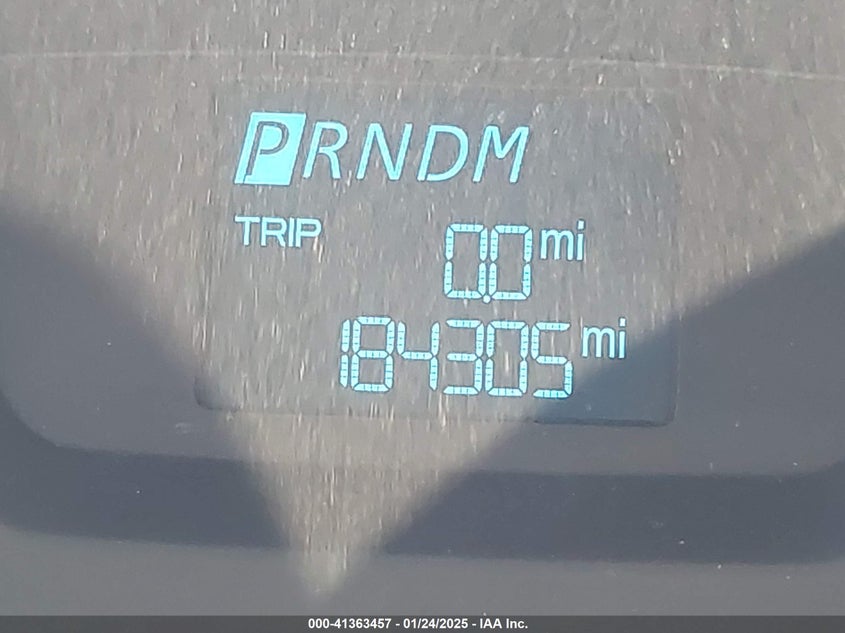 PRNDM
TRIP 0.0 mi
184305 mi
000-41363457 - 01/24/2025 - IAA Inc.